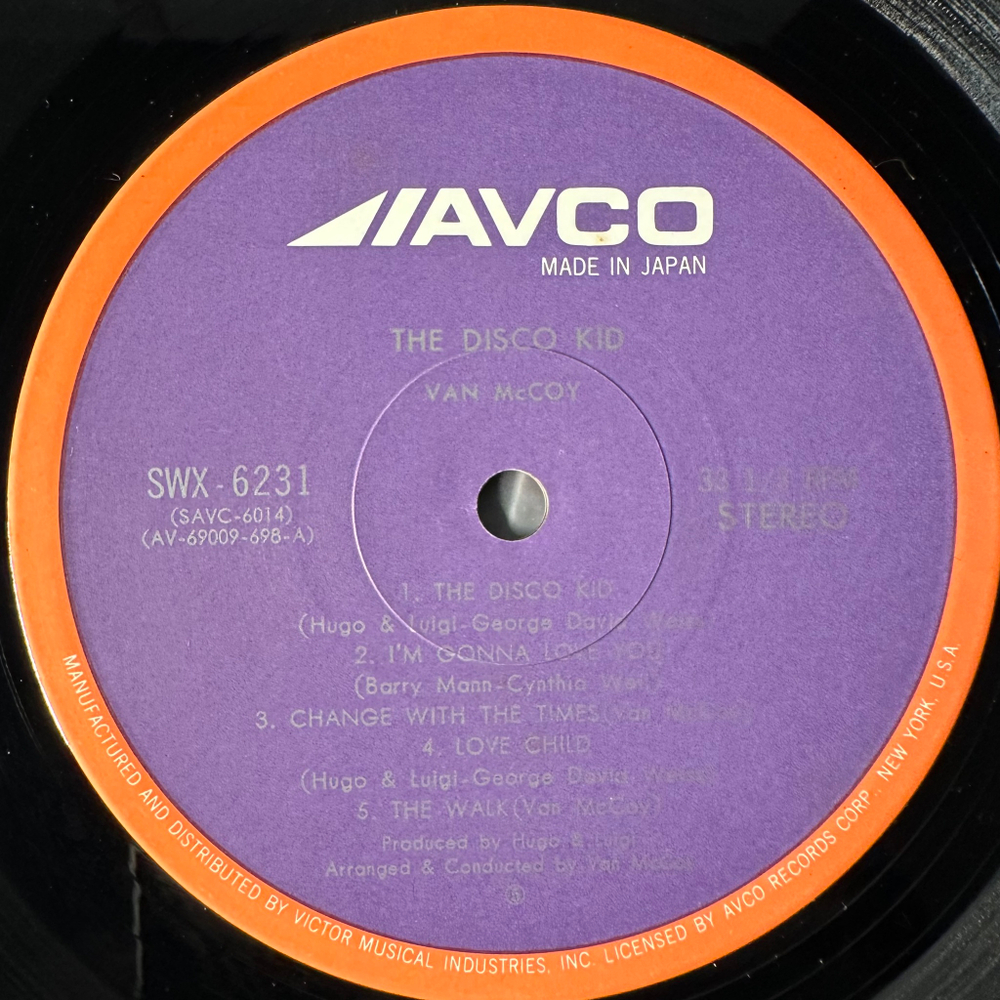 AVCO
MADE IN JAPAN
THE DISCO KID
VAN McCOY
SWX-6231
(SAVC-6014)
(AV-69009-698-A)
33 1/3 RPM
STEREO
1. THE DISCO KID
(Hugo & Luigi-George David Weiss)
2. I'M GONNA LOVE YOU
(Barry Mann-Cynthia Weil)
3. CHANGE WITH THE TIMES(Van McCoy)
4. LOVE CHILD
(Hugo & Luigi-George David Weiss)
5. THE WALK(Van McCoy)
Produced by Hugo & Luigi
Arranged & Conducted by Van McCoy
Ⓢ
MANUFACTURED AND DISTRIBUTED BY VICTOR MUSICAL INDUSTRIES, INC. LICENSED BY AVCO RECORDS CORP., NEW YORK, U.S.A.